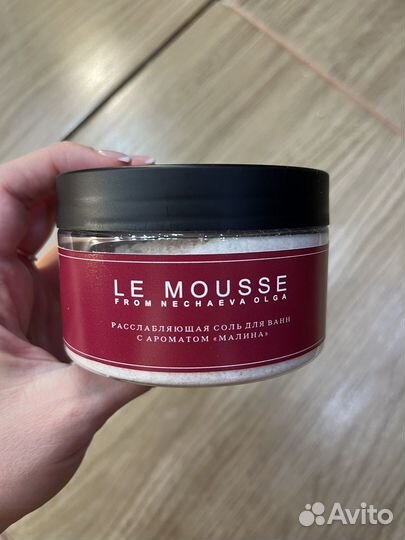 LE MOUSSE
FROM NECHAEVA OLGA
РАССЛАБЛЯЮЩАЯ СОЛЬ ДЛЯ ВАНН
С АРОМАТОМ «МАЛИНА»
Avito